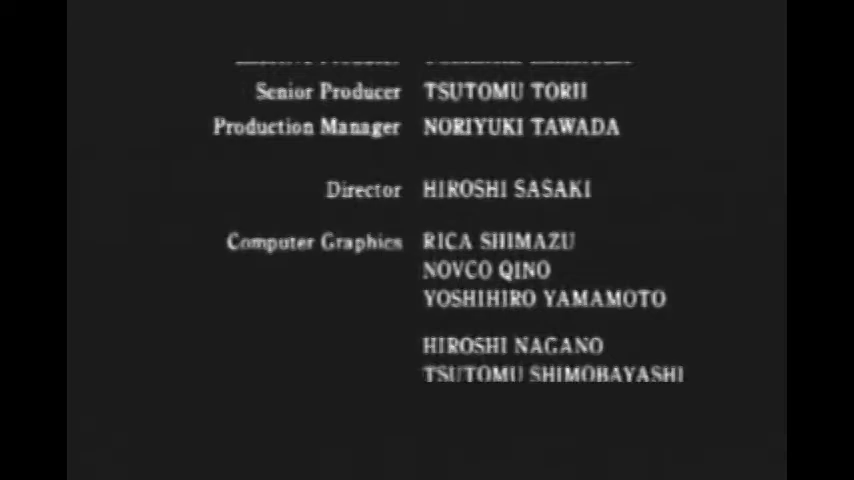 Senior Producer TSUTOMU TORII
Production Manager NORIYUKI TAWADA
Director HIROSHI SASAKI
Computer Graphics RICA SHIMAZU
NOVCO QINO
YOSHIHIRO YAMAMOTO
HIROSHI NAGANO
TSUTOMU SHIMOBAYASHI